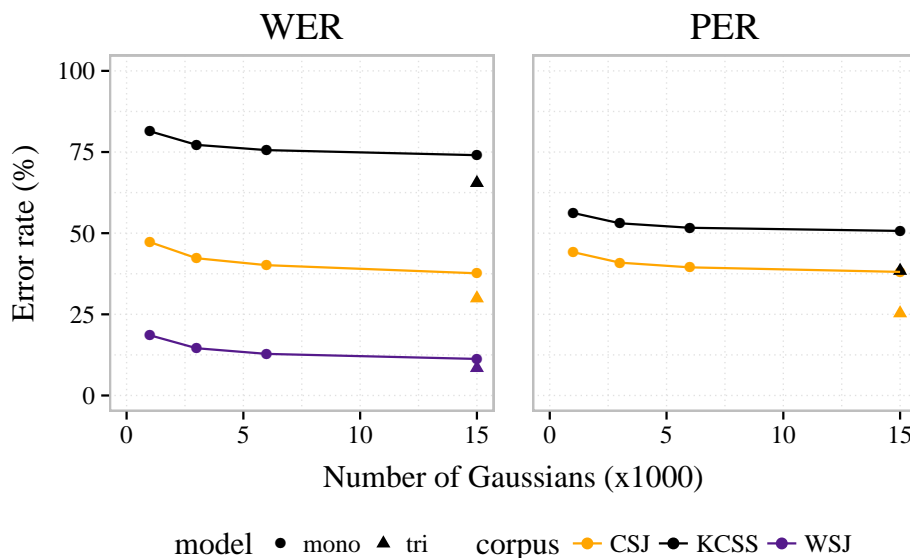 WER PER
100
75
50
25
0
Error rate (%)
0 5 10 15 0 5 10 15
Number of Gaussians (x1000)
model mono tri corpus CSJ KCSS WSJ